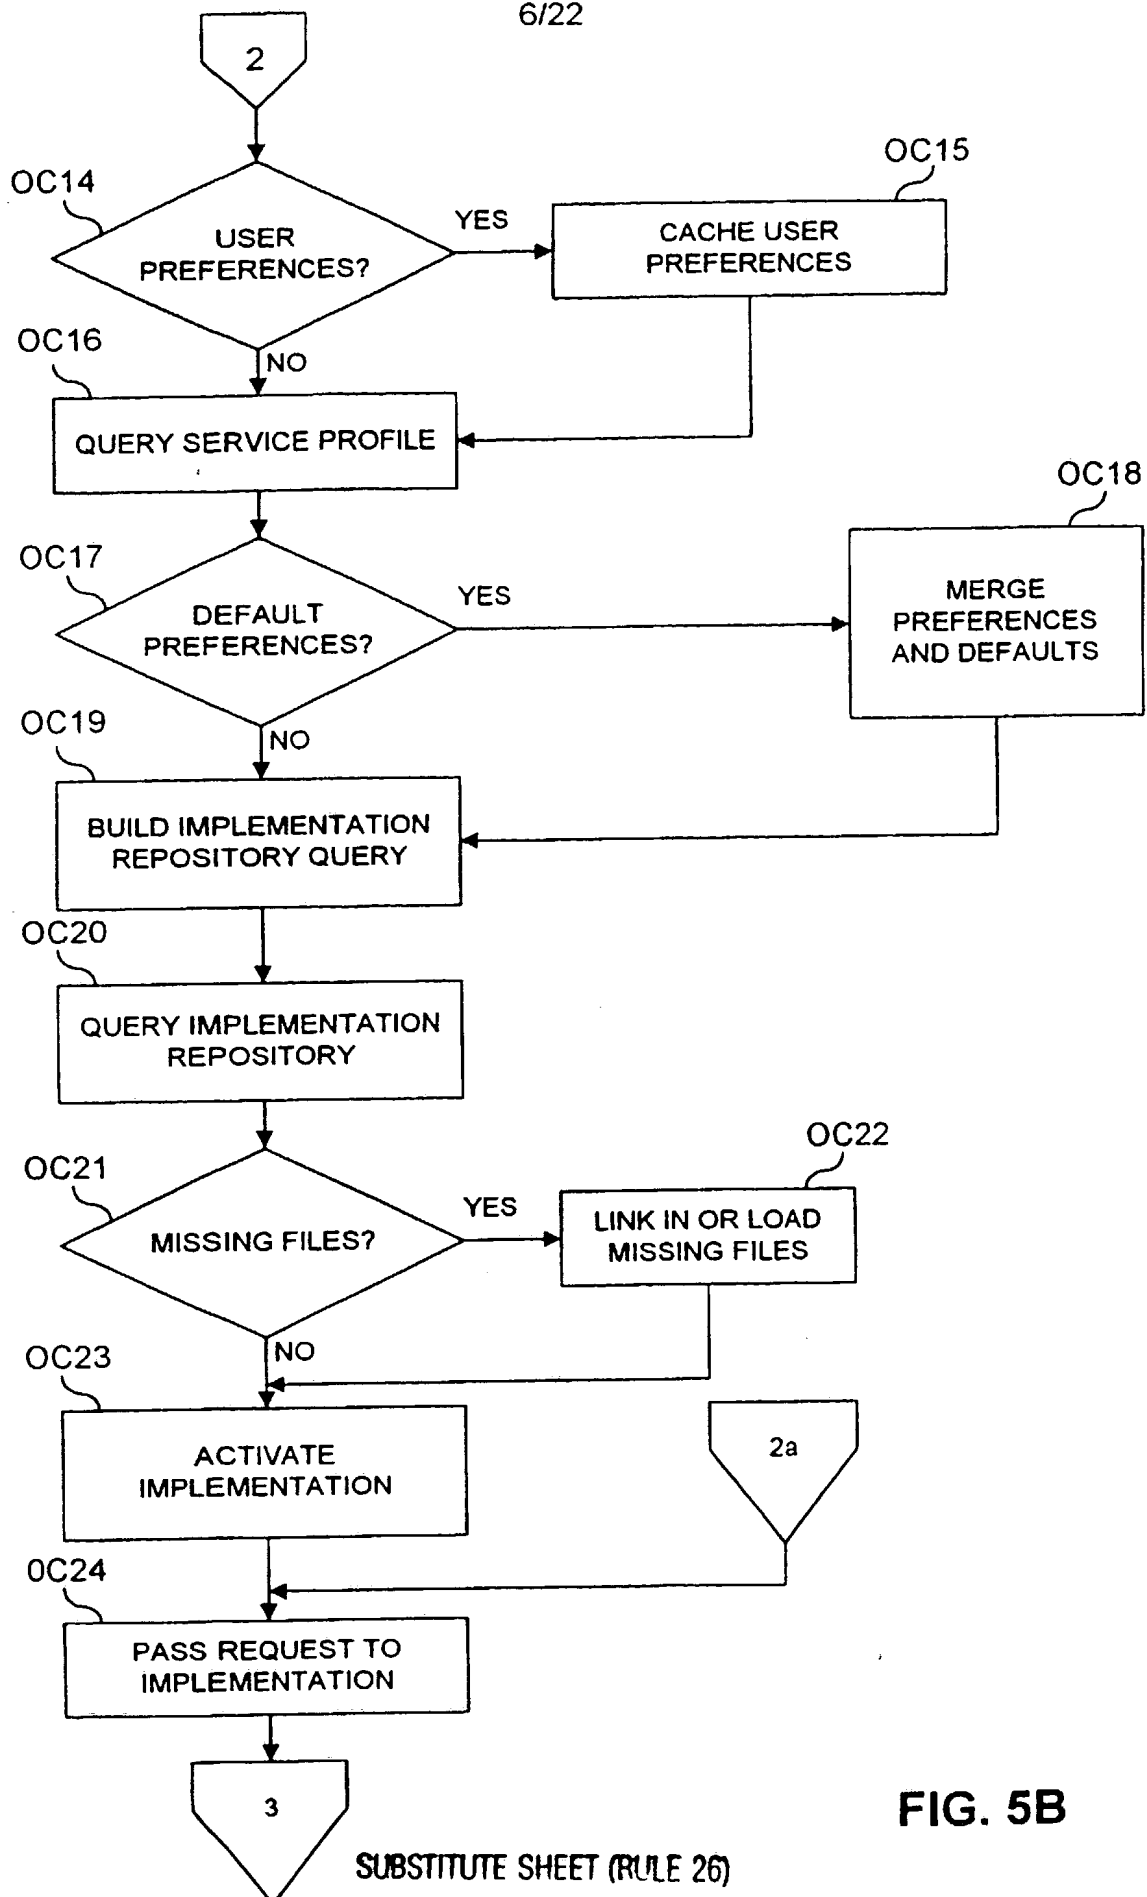 6/22
2
OC14
USER
PREFERENCES?
YES
OC15
CACHE USER
PREFERENCES
NO
OC16
QUERY SERVICE PROFILE
OC17
DEFAULT
PREFERENCES?
YES
OC18
MERGE
PREFERENCES
AND DEFAULTS
NO
OC19
BUILD IMPLEMENTATION
REPOSITORY QUERY
OC20
QUERY IMPLEMENTATION
REPOSITORY
OC21
MISSING FILES?
YES
OC22
LINK IN OR LOAD
MISSING FILES
NO
OC23
ACTIVATE
IMPLEMENTATION
2a
0C24
PASS REQUEST TO
IMPLEMENTATION
3
FIG. 5B
SUBSTITUTE SHEET (RULE 26)